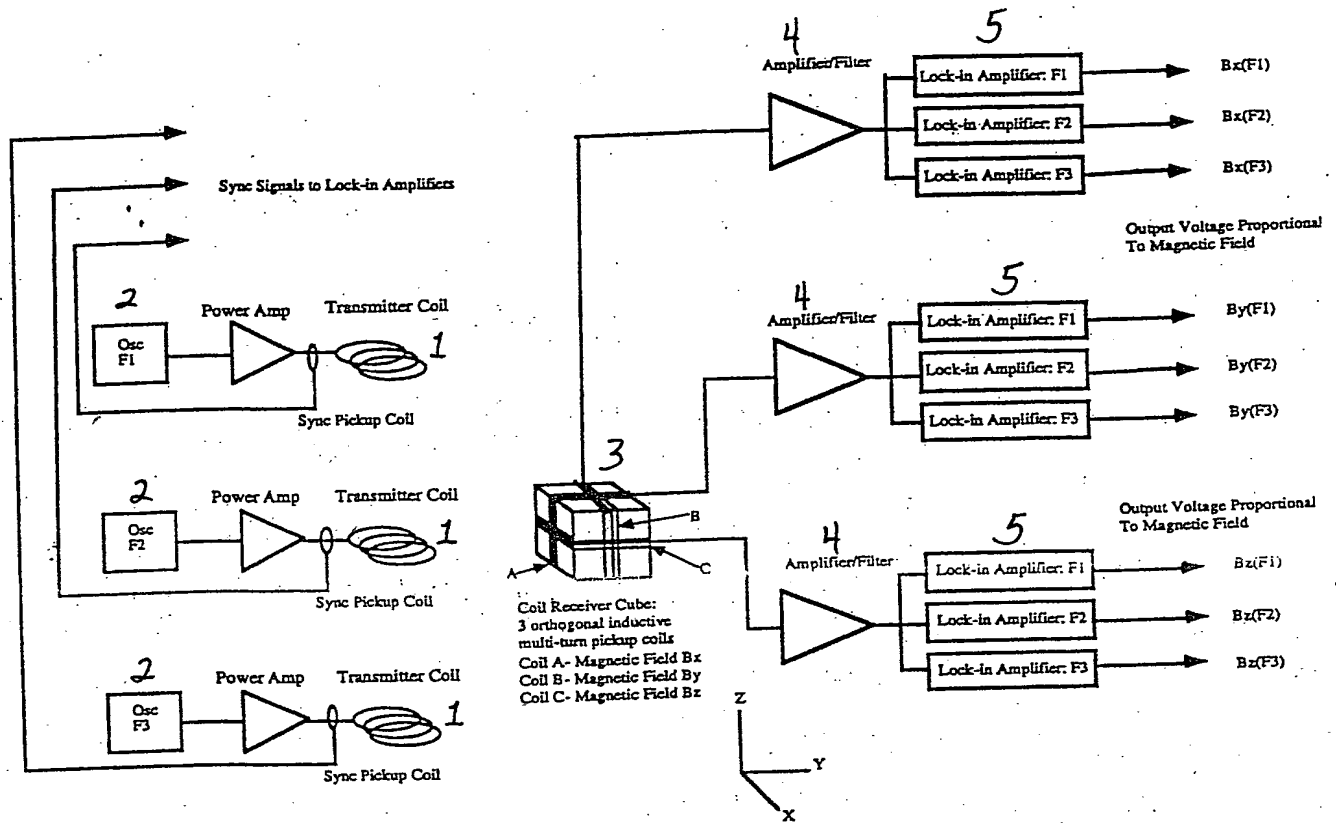 Sync Signals to Lock-in Amplifiers
2
Power Amp
Transmitter Coil
Osc
F1
1
Sync Pickup Coil
2
Power Amp
Transmitter Coil
Osc
F2
1
Sync Pickup Coil
2
Power Amp
Transmitter Coil
Osc
F3
1
Sync Pickup Coil
3
A
B
C
Coil Receiver Cube:
3 orthogonal inductive
multi-turn pickup coils
Coil A- Magnetic Field Bx
Coil B- Magnetic Field By
Coil C- Magnetic Field Bz
4
Amplifier/Filter
5
Lock-in Amplifier: F1
Bx(F1)
Lock-in Amplifier: F2
Bx(F2)
Lock-in Amplifier: F3
Bx(F3)
Output Voltage Proportional
To Magnetic Field
4
Amplifier/Filter
5
Lock-in Amplifier: F1
By(F1)
Lock-in Amplifier: F2
By(F2)
Lock-in Amplifier: F3
By(F3)
Output Voltage Proportional
To Magnetic Field
4
Amplifier/Filter
5
Lock-in Amplifier: F1
Bz(F1)
Lock-in Amplifier: F2
Bz(F2)
Lock-in Amplifier: F3
Bz(F3)
Z
Y
X